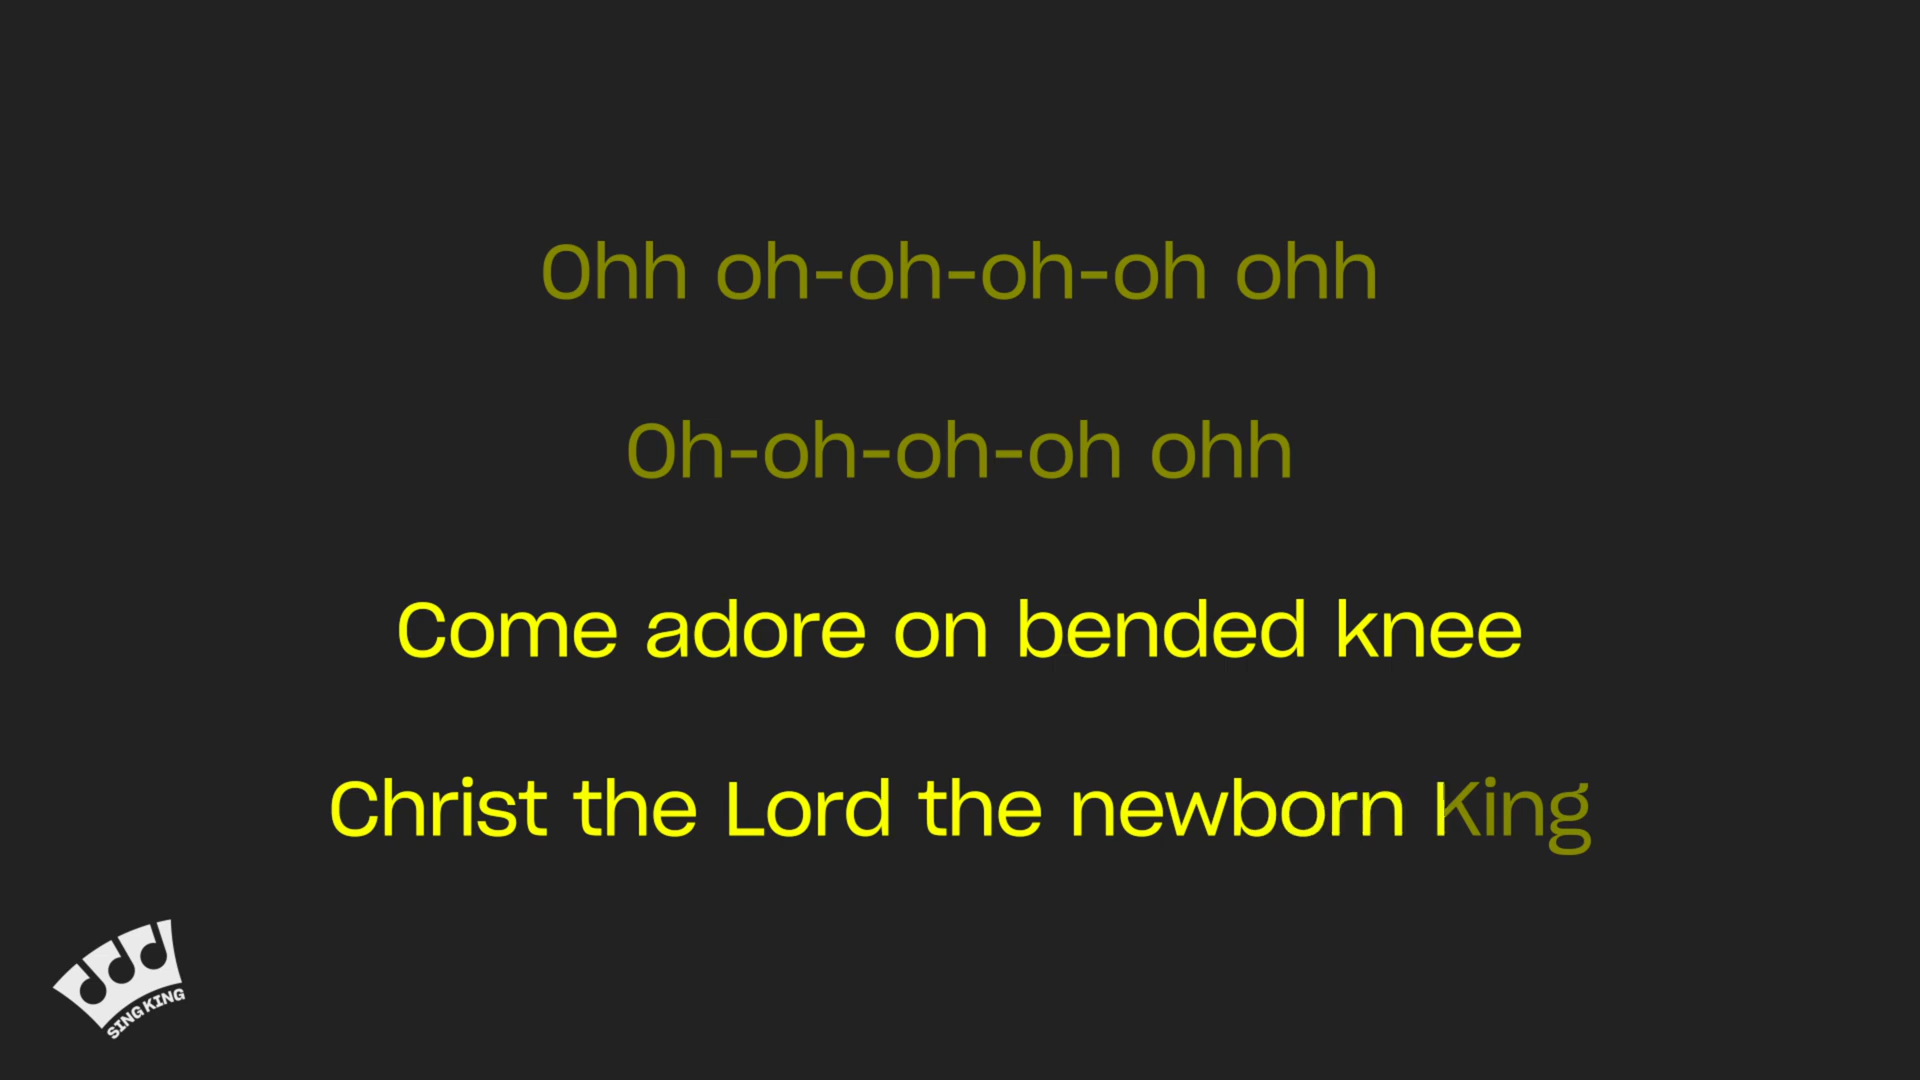 Ohh oh-oh-oh-oh ohh
Oh-oh-oh-oh ohh
Come adore on bended knee
Christ the Lord the newborn King
SING KING